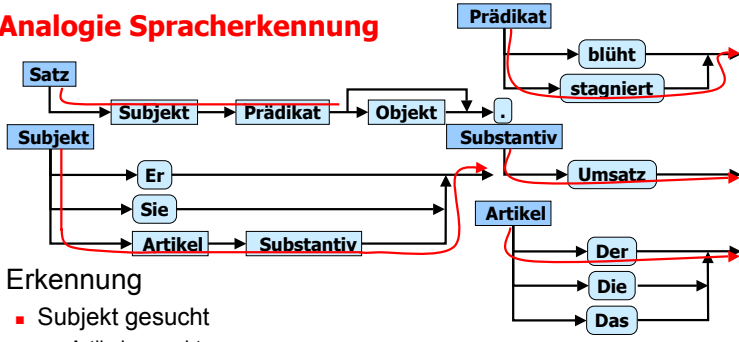 Analogie Spracherkennung
Satz
Subjekt Prädikat Objekt .
Subjekt
Er
Sie
Artikel Substantiv
Prädikat
blüht
stagniert
Substantiv
Umsatz
Artikel
Der
Die
Das
Erkennung
Subjekt gesucht